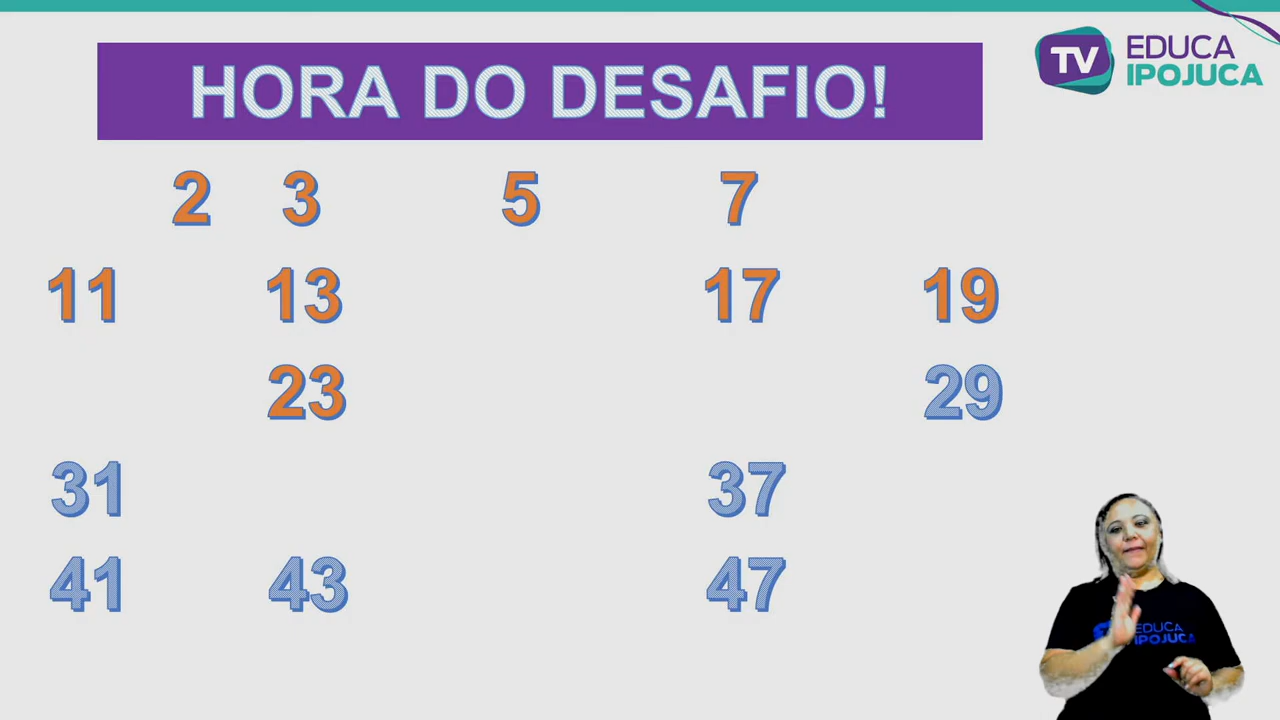 HORA DO DESAFIO!
TV EDUCA
IPOJUCA
2 3 5 7
11 13 17 19
23 29
31 37
41 43 47
EDUCA
IPOJUCA